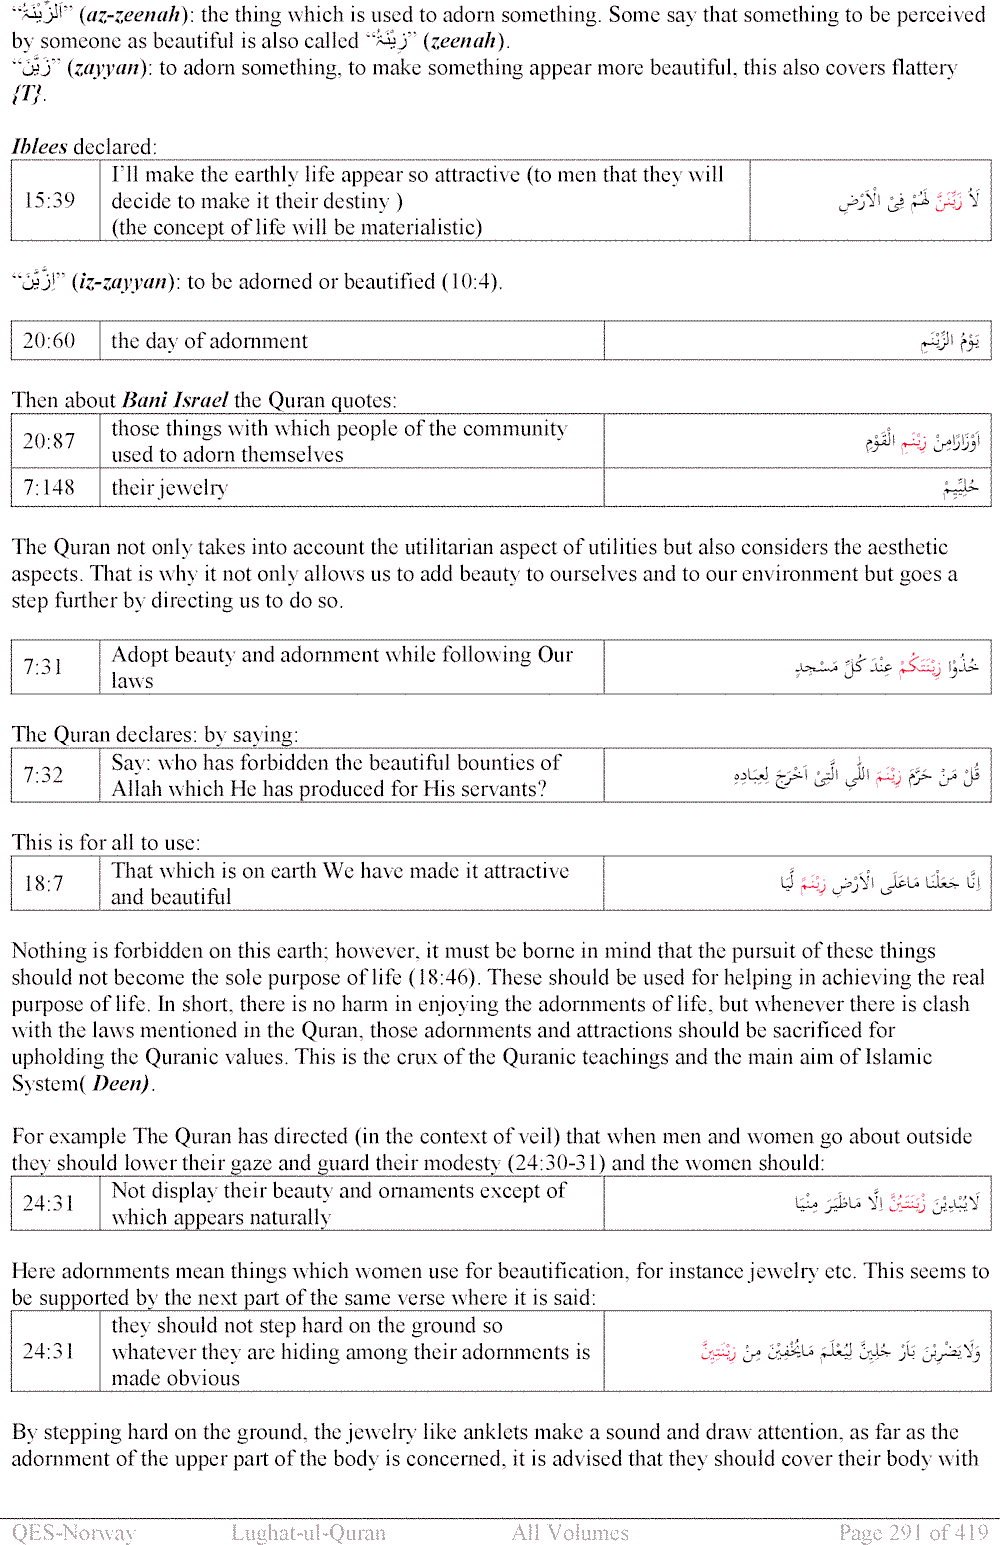 “اَلزِّیْنَۃُ” (az-zeenah): the thing which is used to adorn something. Some say that something to be perceived
by someone as beautiful is also called “زِیْنَۃٌ” (zeenah).
“زَیَّنَ” (zayyan): to adorn something, to make something appear more beautiful, this also covers flattery
{T}.
Iblees declared:
15:39 I’ll make the earthly life appear so attractive (to men that they will
decide to make it their destiny )
(the concept of life will be materialistic)
لَاُ زَیِّنَنَّ لَھُمْ فِیْ الْاَرْضِ
“اِزَّیَّنَ” (iz-zayyan): to be adorned or beautified (10:4).
20:60 the day of adornment یَوْمُ الزِّیْنَۃِ
Then about Bani Israel the Quran quotes:
20:87 those things with which people of the community
used to adorn themselves
اَوْزَارًامِنْ زِیْنَۃِ الْقَوْمِ
7:148 their jewelry حُلِیِّہِمْ
The Quran not only takes into account the utilitarian aspect of utilities but also considers the aesthetic
aspects. That is why it not only allows us to add beauty to ourselves and to our environment but goes a
step further by directing us to do so.
7:31 Adopt beauty and adornment while following Our
laws
خُذُوْا زِیْنَتَکُمْ عِنْدَ کُلِّ مَسْجِدٍ
The Quran declares: by saying:
7:32 Say: who has forbidden the beautiful bounties of
Allah which He has produced for His servants?
قُلْ مَنْ حَرَّمَ زِیْنَۃَ اللّٰہِ الَّتِیْ اَخْرَجَ لِعِبَادِہِ
This is for all to use:
18:7 That which is on earth We have made it attractive
and beautiful
اِنَّا جَعَلْنَا مَاعَلَی الْاَرْضِ زِیْنَۃً لَّہَا
Nothing is forbidden on this earth; however, it must be borne in mind that the pursuit of these things
should not become the sole purpose of life (18:46). These should be used for helping in achieving the real
purpose of life. In short, there is no harm in enjoying the adornments of life, but whenever there is clash
with the laws mentioned in the Quran, those adornments and attractions should be sacrificed for
upholding the Quranic values. This is the crux of the Quranic teachings and the main aim of Islamic
System( Deen).
For example The Quran has directed (in the context of veil) that when men and women go about outside
they should lower their gaze and guard their modesty (24:30-31) and the women should:
24:31 Not display their beauty and ornaments except of
which appears naturally
لَایُبْدِیْنَ زِیْنَتَہُنَّ اِلَّا مَاظَہَرَ مِنْہَا
Here adornments mean things which women use for beautification, for instance jewelry etc. This seems to
be supported by the next part of the same verse where it is said:
24:31 they should not step hard on the ground so
whatever they are hiding among their adornments is
made obvious
وَلَایَضْرِبْنَ بَاَرْ جُلِہِنَّ لِیُعْلَمَ مَایُخْفِیْنَ مِنْ زِیْنَتِہِنَّ
By stepping hard on the ground, the jewelry like anklets make a sound and draw attention, as far as the
adornment of the upper part of the body is concerned, it is advised that they should cover their body with
QES-Norway Lughat-ul-Quran All Volumes Page 291 of 419